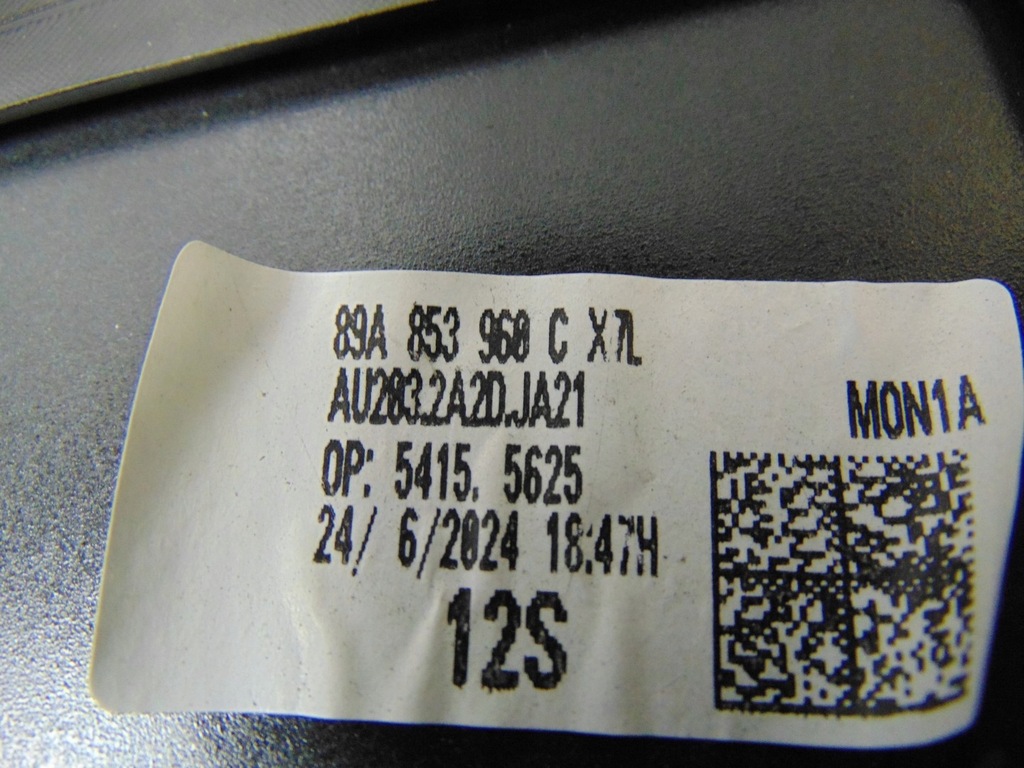 89A 853 960 C X7L
AU283.2A2D.JA21
MON1A
OP: 5415. 5625
24/ 6/2024 18:47H
12S